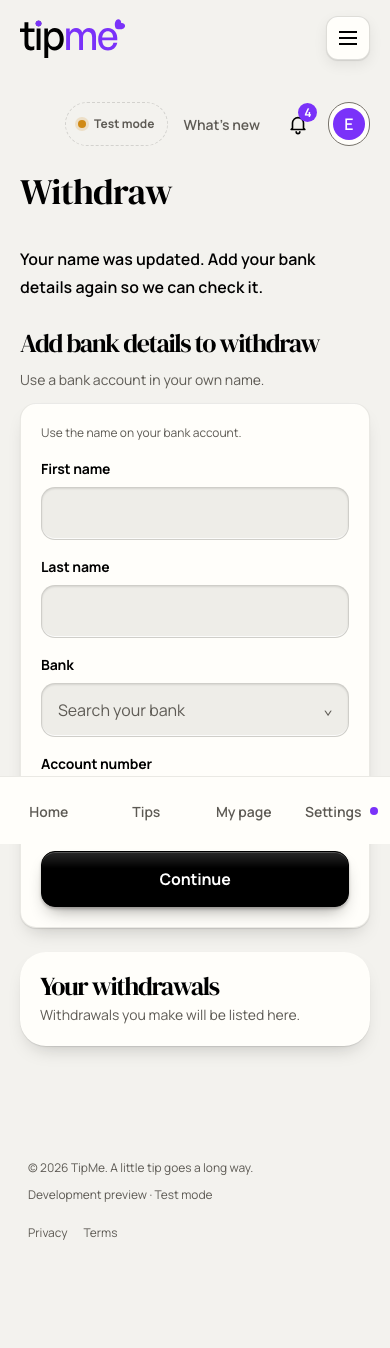 tipme
Test mode
What's new
4
E
Withdraw
Your name was updated. Add your bank
details again so we can check it.
Add bank details to withdraw
Use a bank account in your own name.
Use the name on your bank account.
First name
Last name
Bank
Search your bank
Account number
Home
Tips
My page
Settings
Continue
Your withdrawals
Withdrawals you make will be listed here.
© 2026 TipMe. A little tip goes a long way.
Development preview · Test mode
Privacy
Terms